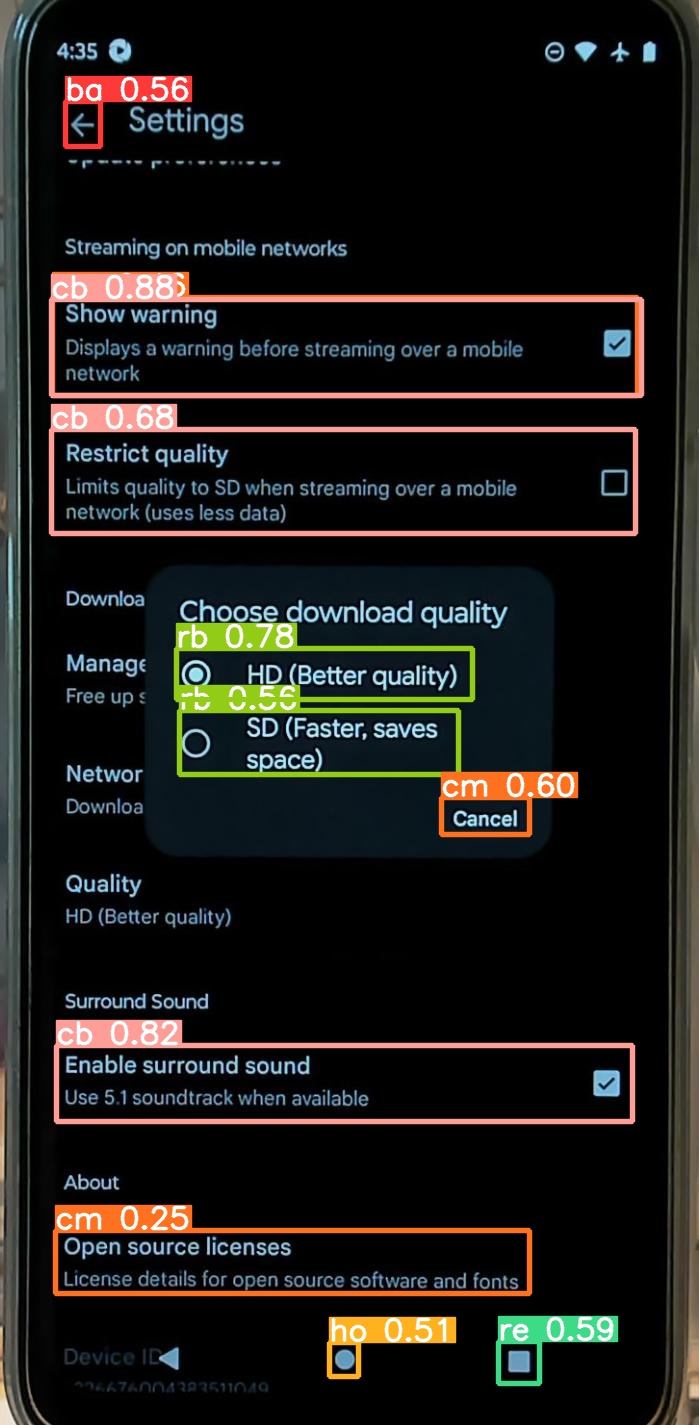 4:35
ba 0.56
Settings
Streaming on mobile networks
cb 0.88
Show warning
Displays a warning before streaming over a mobile
network
cb 0.68
Restrict quality
Limits quality to SD when streaming over a mobile
network (uses less data)
Downloa
Choose download quality
rb 0.78
Manage
HD (Better quality)
Free up s
rb 0.56
SD (Faster, saves
space)
Networ
cm 0.60
Downloa
Cancel
Quality
HD (Better quality)
Surround Sound
cb 0.82
Enable surround sound
Use 5.1 soundtrack when available
About
cm 0.25
Open source licenses
License details for open source software and fonts
ho 0.51
re 0.59
Device ID